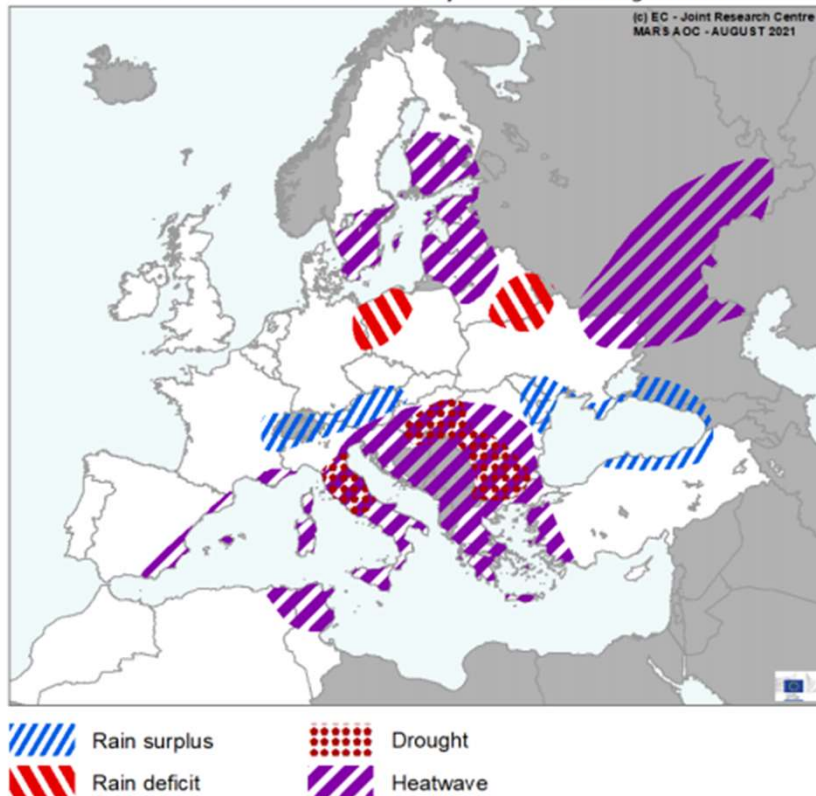 (c) EC - Joint Research Centre
MARS AOC - AUGUST 2021
Rain surplus
Drought
Rain deficit
Heatwave